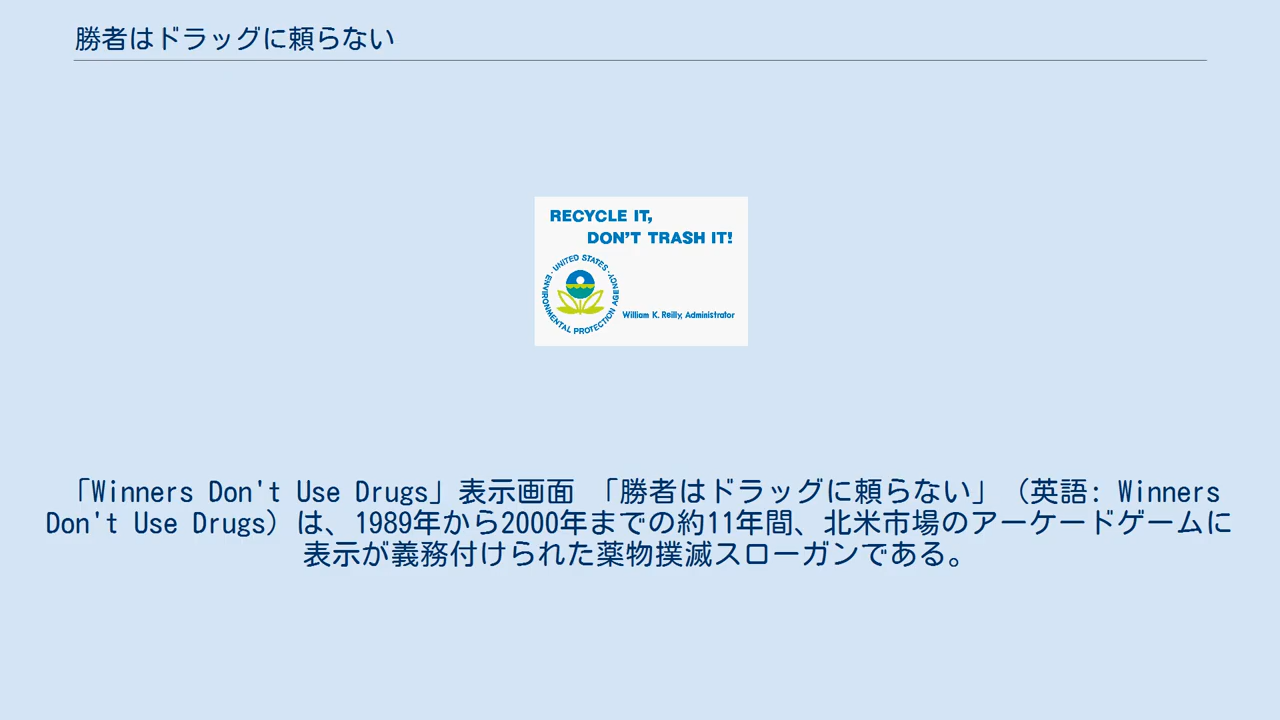 勝者はドラッグに頼らない
RECYCLE IT,
DON'T TRASH IT!
UNITED STATES · ENVIRONMENTAL PROTECTION AGENCY ·
William K. Reilly, Administrator
「Winners Don't Use Drugs」表示画面 「勝者はドラッグに頼らない」（英語: Winners
Don't Use Drugs）は、1989年から2000年までの約11年間、北米市場のアーケードゲームに
表示が義務付けられた薬物撲滅スローガンである。